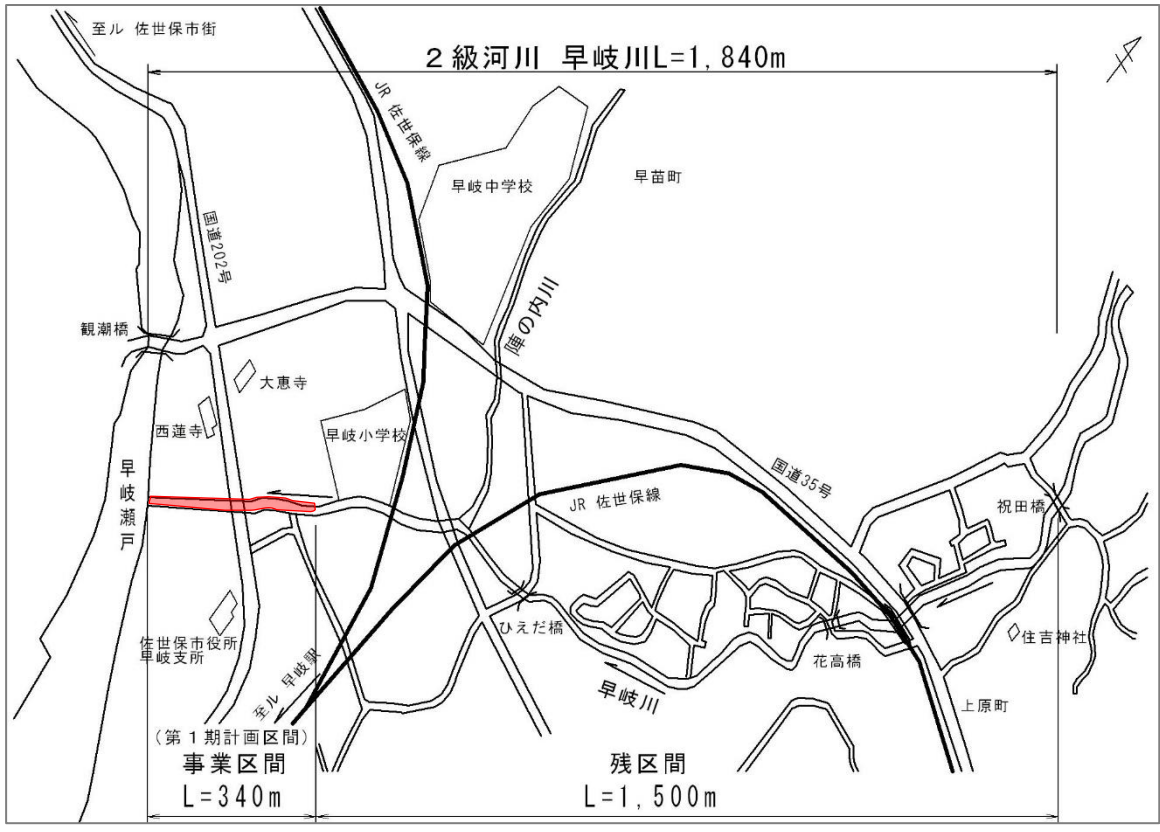 至ル 佐世保市街
2級河川 早岐川L=1,840m
JR 佐世保線
早岐中学校
早苗町
国道202号
陣の内川
観潮橋
大恵寺
西蓮寺
早岐小学校
早岐瀬戸
国道35号
JR 佐世保線
祝田橋
ひえだ橋
佐世保市役所
早岐支所
花高橋
住吉神社
至ル 早岐駅
早岐川
上原町
(第1期計画区間)
事業区間
L=340m
残区間
L=1,500m